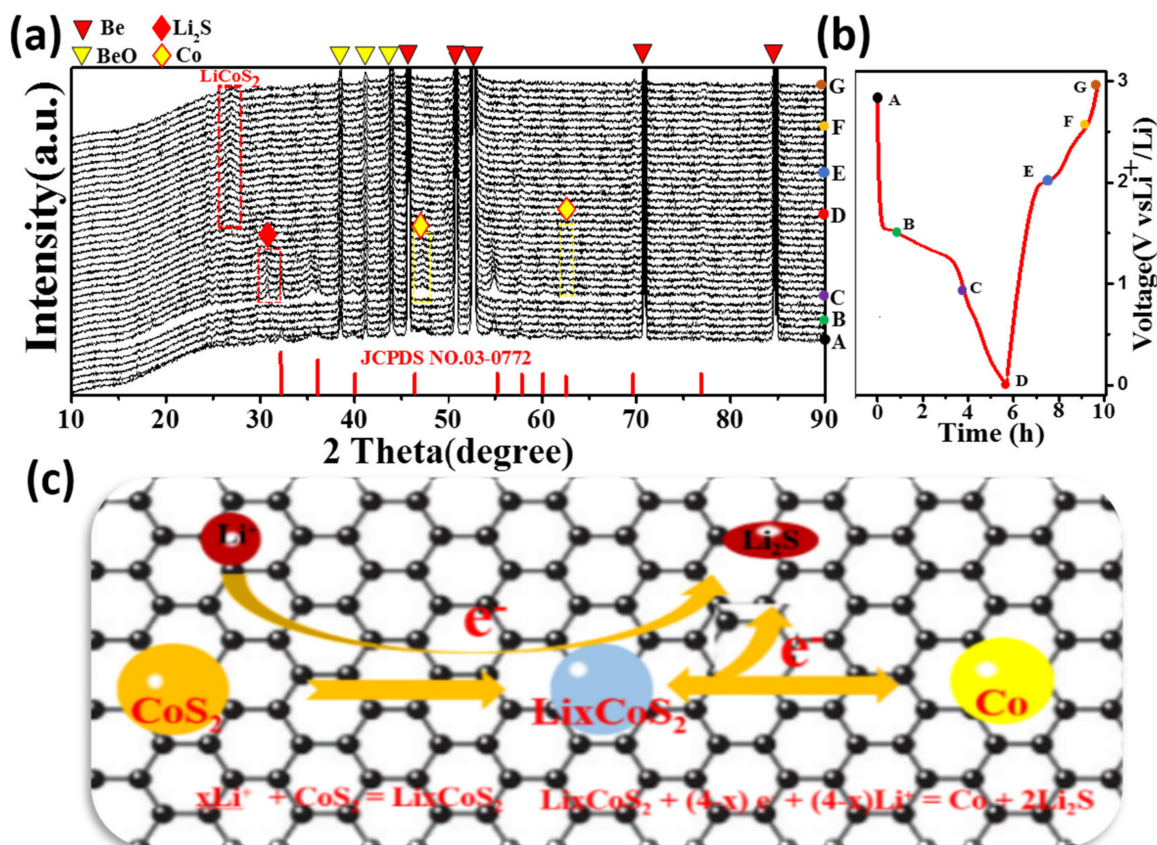 (a)
Be Li₂S
BeO Co
LiCoS₂
Intensity(a.u.)
G
F
E
D
C
B
A
JCPDS NO.03-0772
10 20 30 40 50 60 70 80 90
2 Theta(degree)
(b)
A
B
C
D
E
F
G
3
2
1
0
Voltage(V vsLi⁺/Li)
0 2 4 6 8 10
Time (h)
(c)
Li⁺ Li₂S
e⁻
e⁻
CoS₂ LixCoS₂ Co
xLi⁺ + CoS₂ = LixCoS₂ LixCoS₂ + (4-x) e⁻ + (4-x)Li⁺ = Co + 2Li₂S